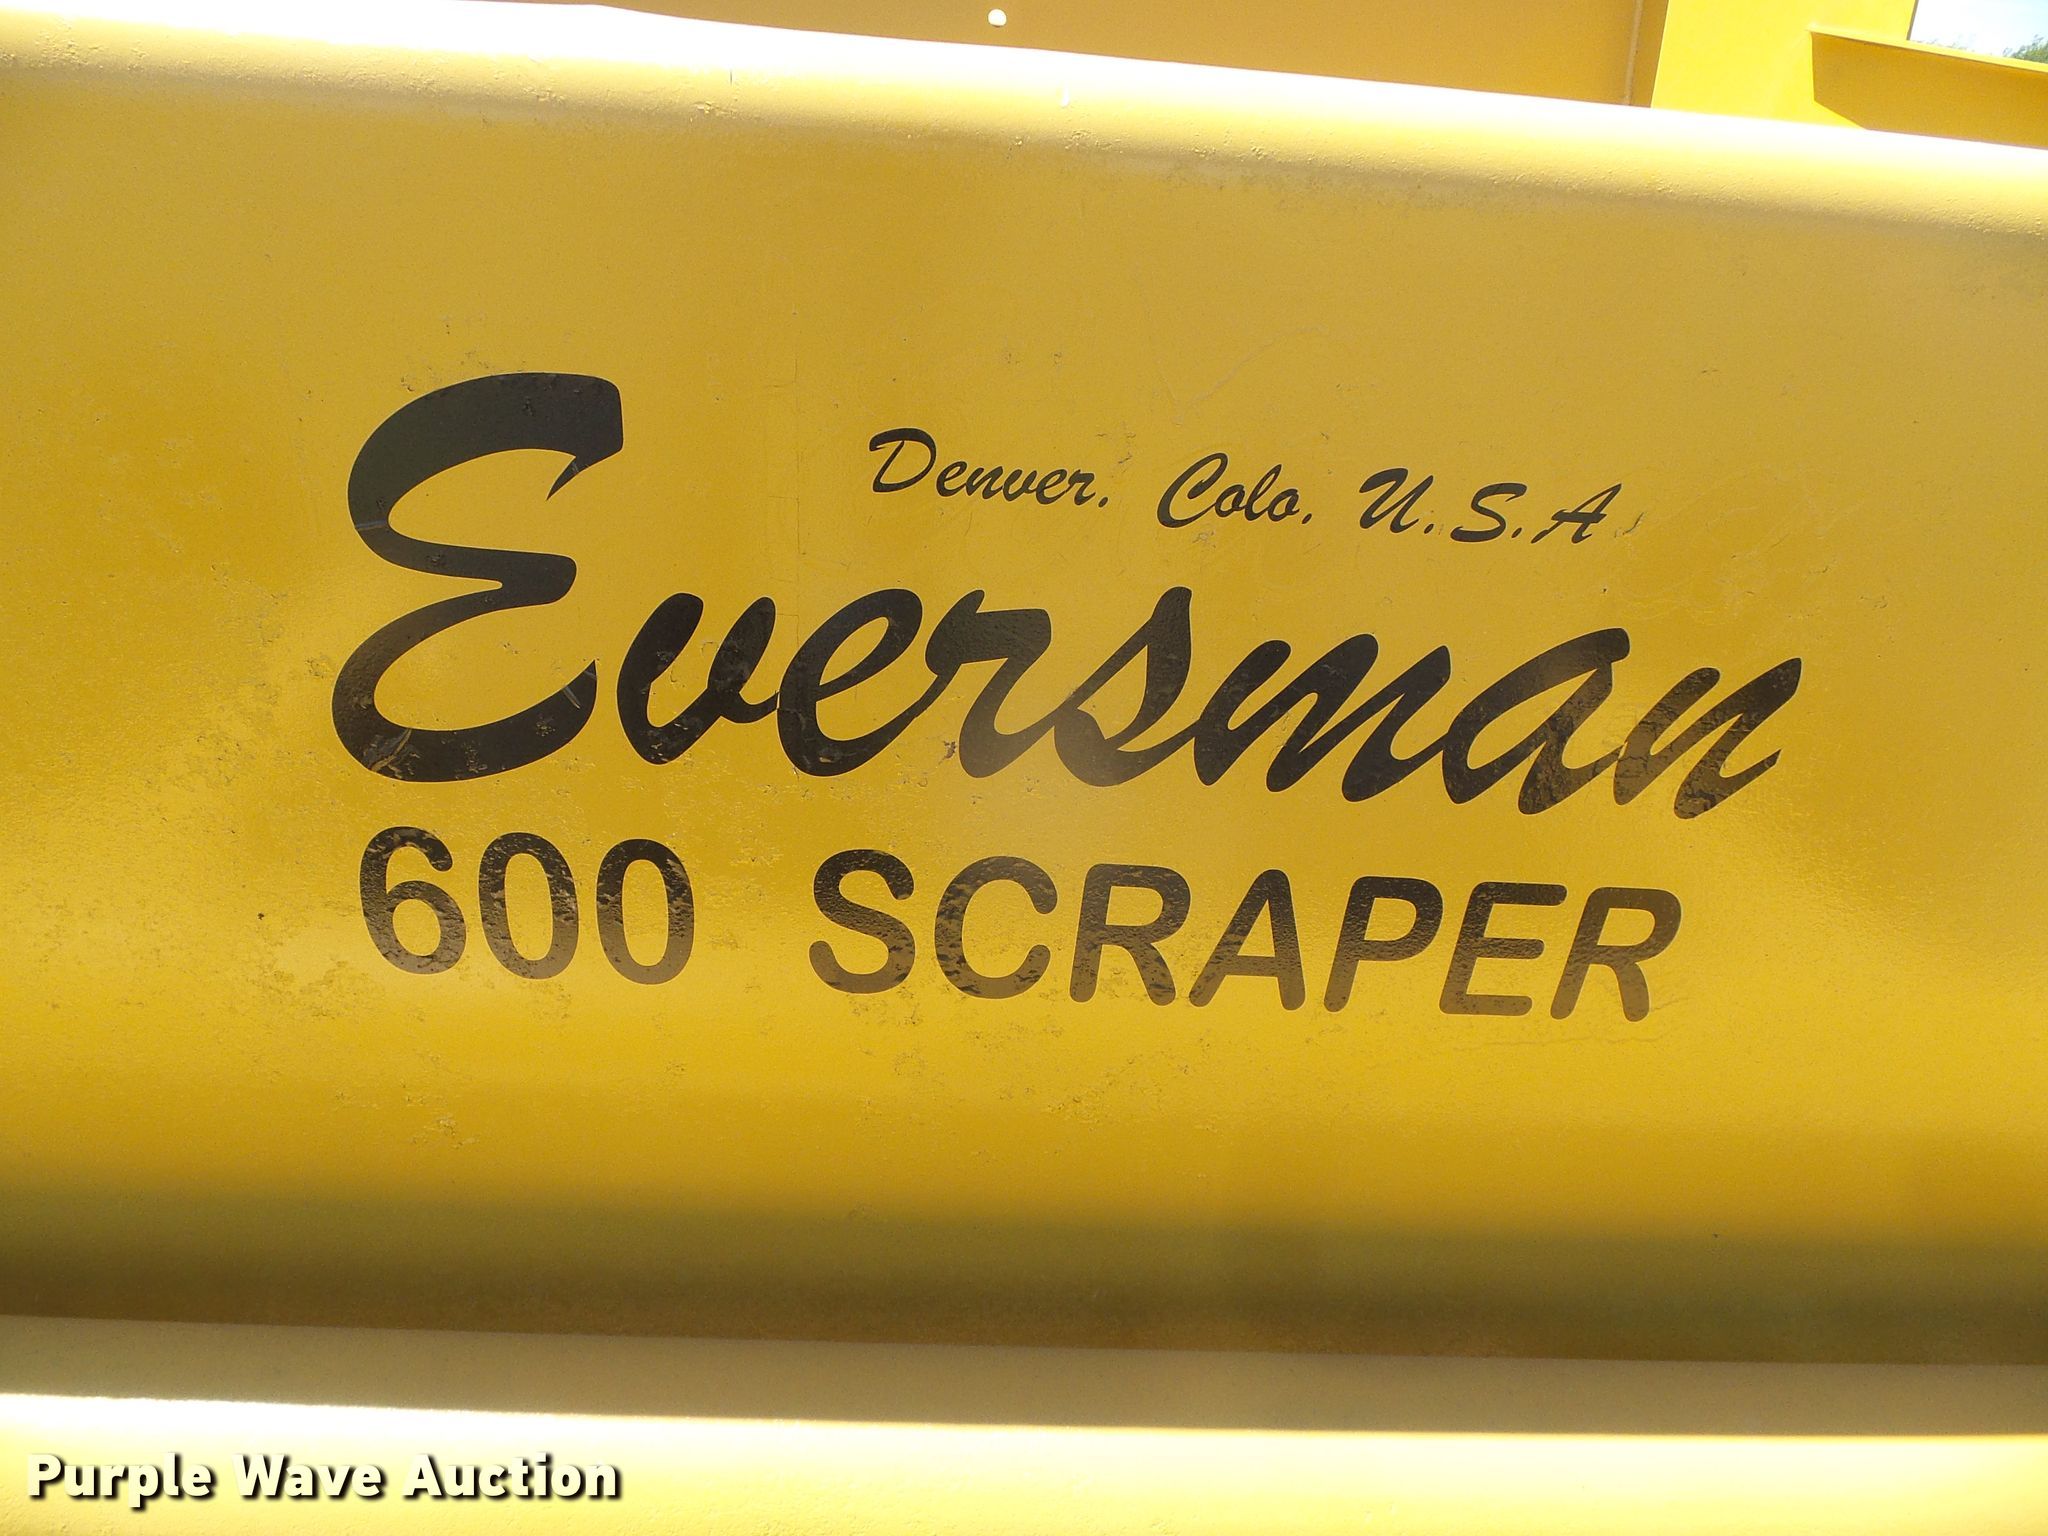 Denver. Colo. U.S.A
Eversman
600 SCRAPER
Purple Wave Auction